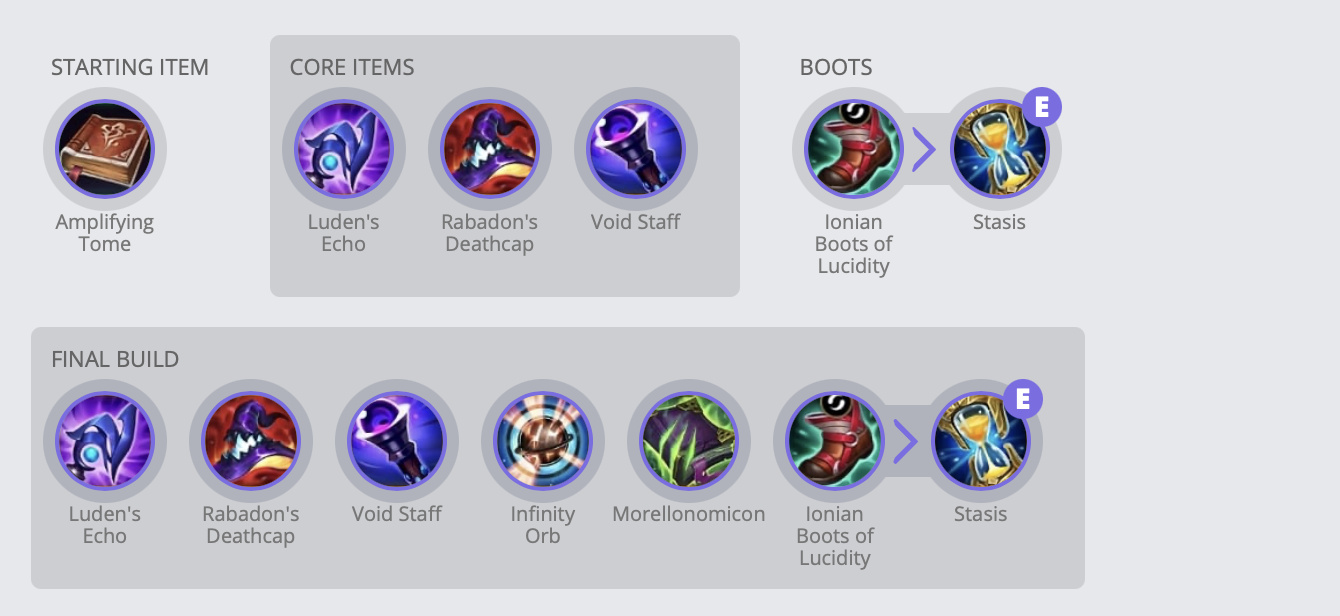 STARTING ITEM
Amplifying
Tome
CORE ITEMS
Luden's
Echo
Rabadon's
Deathcap
Void Staff
BOOTS
E
Ionian
Boots of
Lucidity
Stasis
FINAL BUILD
E
Luden's
Echo
Rabadon's
Deathcap
Void Staff
Infinity
Orb
Morellonomicon
Ionian
Boots of
Lucidity
Stasis